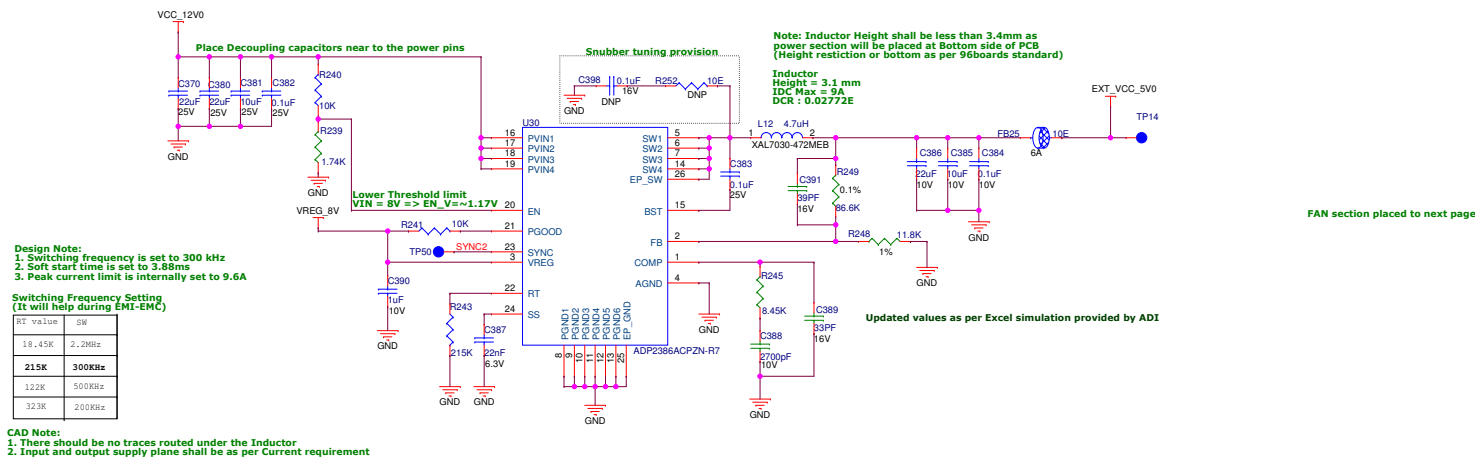 VCC_12V0
Place Decoupling capacitors near to the power pins
C370
22uF
25V
C380
22uF
25V
C381
10uF
25V
C382
0.1uF
25V
R240
10K
R239
1.74K
GND
GND
Lower Threshold limit
VIN = 8V => EN_V=~1.17V
VREG_8V
R241
10K
TP50
SYNC2
C390
1uF
10V
GND
R243
215K
GND
C387
22nF
6.3V
GND
Snubber tuning provision
C398
0.1uF
16V
DNP
R252
10E
DNP
GND
U30
16
PVIN1
17
PVIN2
18
PVIN3
19
PVIN4
20
EN
21
PGOOD
23
SYNC
3
VREG
22
RT
24
SS
5
SW1
6
SW2
7
SW3
14
SW4
26
EP_SW
15
BST
2
FB
1
COMP
4
AGND
8
PGND1
9
PGND2
10
PGND3
11
PGND4
12
PGND5
13
PGND6
25
EP_GND
ADP2386ACPZN-R7
GND
GND
Note: Inductor Height shall be less than 3.4mm as
power section will be placed at Bottom side of PCB
(Height restiction or bottom as per 96boards standard)
Inductor
Height = 3.1 mm
IDC Max = 9A
DCR : 0.02772E
L12
4.7uH
1
2
XAL7030-472MEB
C383
0.1uF
25V
C391
39PF
16V
R249
0.1%
86.6K
R248
11.8K
1%
GND
R245
8.45K
C388
2700pF
10V
C389
33PF
16V
GND
C386
22uF
10V
C385
10uF
10V
C384
0.1uF
10V
GND
FB25
10E
6A
EXT_VCC_5V0
TP14
FAN section placed to next page
Updated values as per Excel simulation provided by ADI
Design Note:
1. Switching frequency is set to 300 kHz
2. Soft start time is set to 3.88ms
3. Peak current limit is internally set to 9.6A
Switching Frequency Setting
(It will help during EMI-EMC)
RT value SW
18.45K 2.2MHz
215K 300KHz
122K 500KHz
323K 200KHz
CAD Note:
1. There should be no traces routed under the Inductor
2. Input and output supply plane shall be as per Current requirement